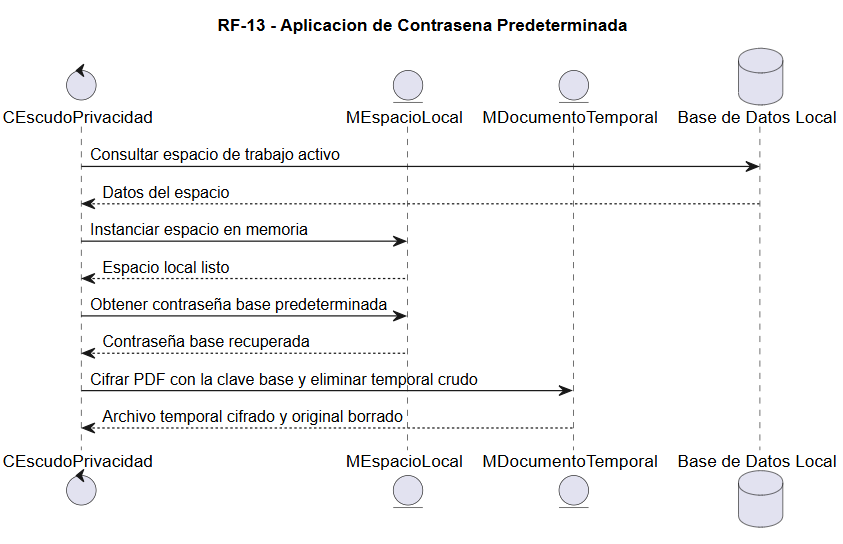 RF-13 - Aplicacion de Contrasena Predeterminada
CEscudoPrivacidad
MEspacioLocal
MDocumentoTemporal
Base de Datos Local
Consultar espacio de trabajo activo
Datos del espacio
Instanciar espacio en memoria
Espacio local listo
Obtener contraseña base predeterminada
Contraseña base recuperada
Cifrar PDF con la clave base y eliminar temporal crudo
Archivo temporal cifrado y original borrado
CEscudoPrivacidad
MEspacioLocal
MDocumentoTemporal
Base de Datos Local